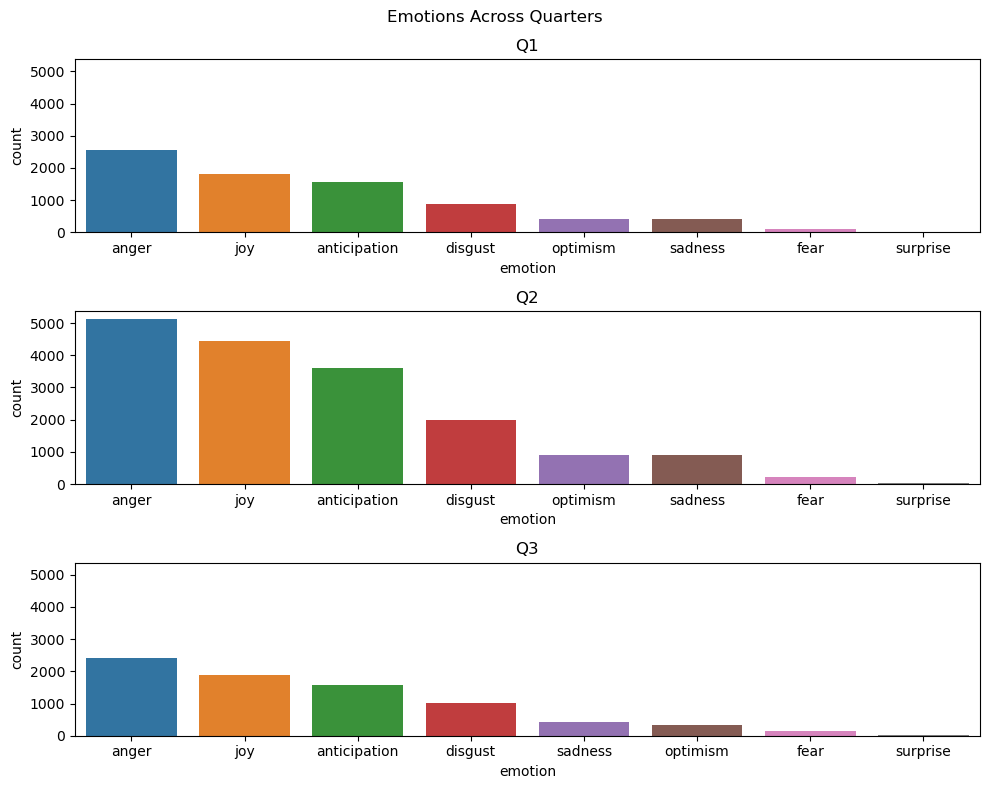 Emotions Across Quarters
Q1
5000
4000
3000
2000
1000
0
count
anger joy anticipation disgust optimism sadness fear surprise
emotion
Q2
5000
4000
3000
2000
1000
0
count
anger joy anticipation disgust optimism sadness fear surprise
emotion
Q3
5000
4000
3000
2000
1000
0
count
anger joy anticipation disgust sadness optimism fear surprise
emotion